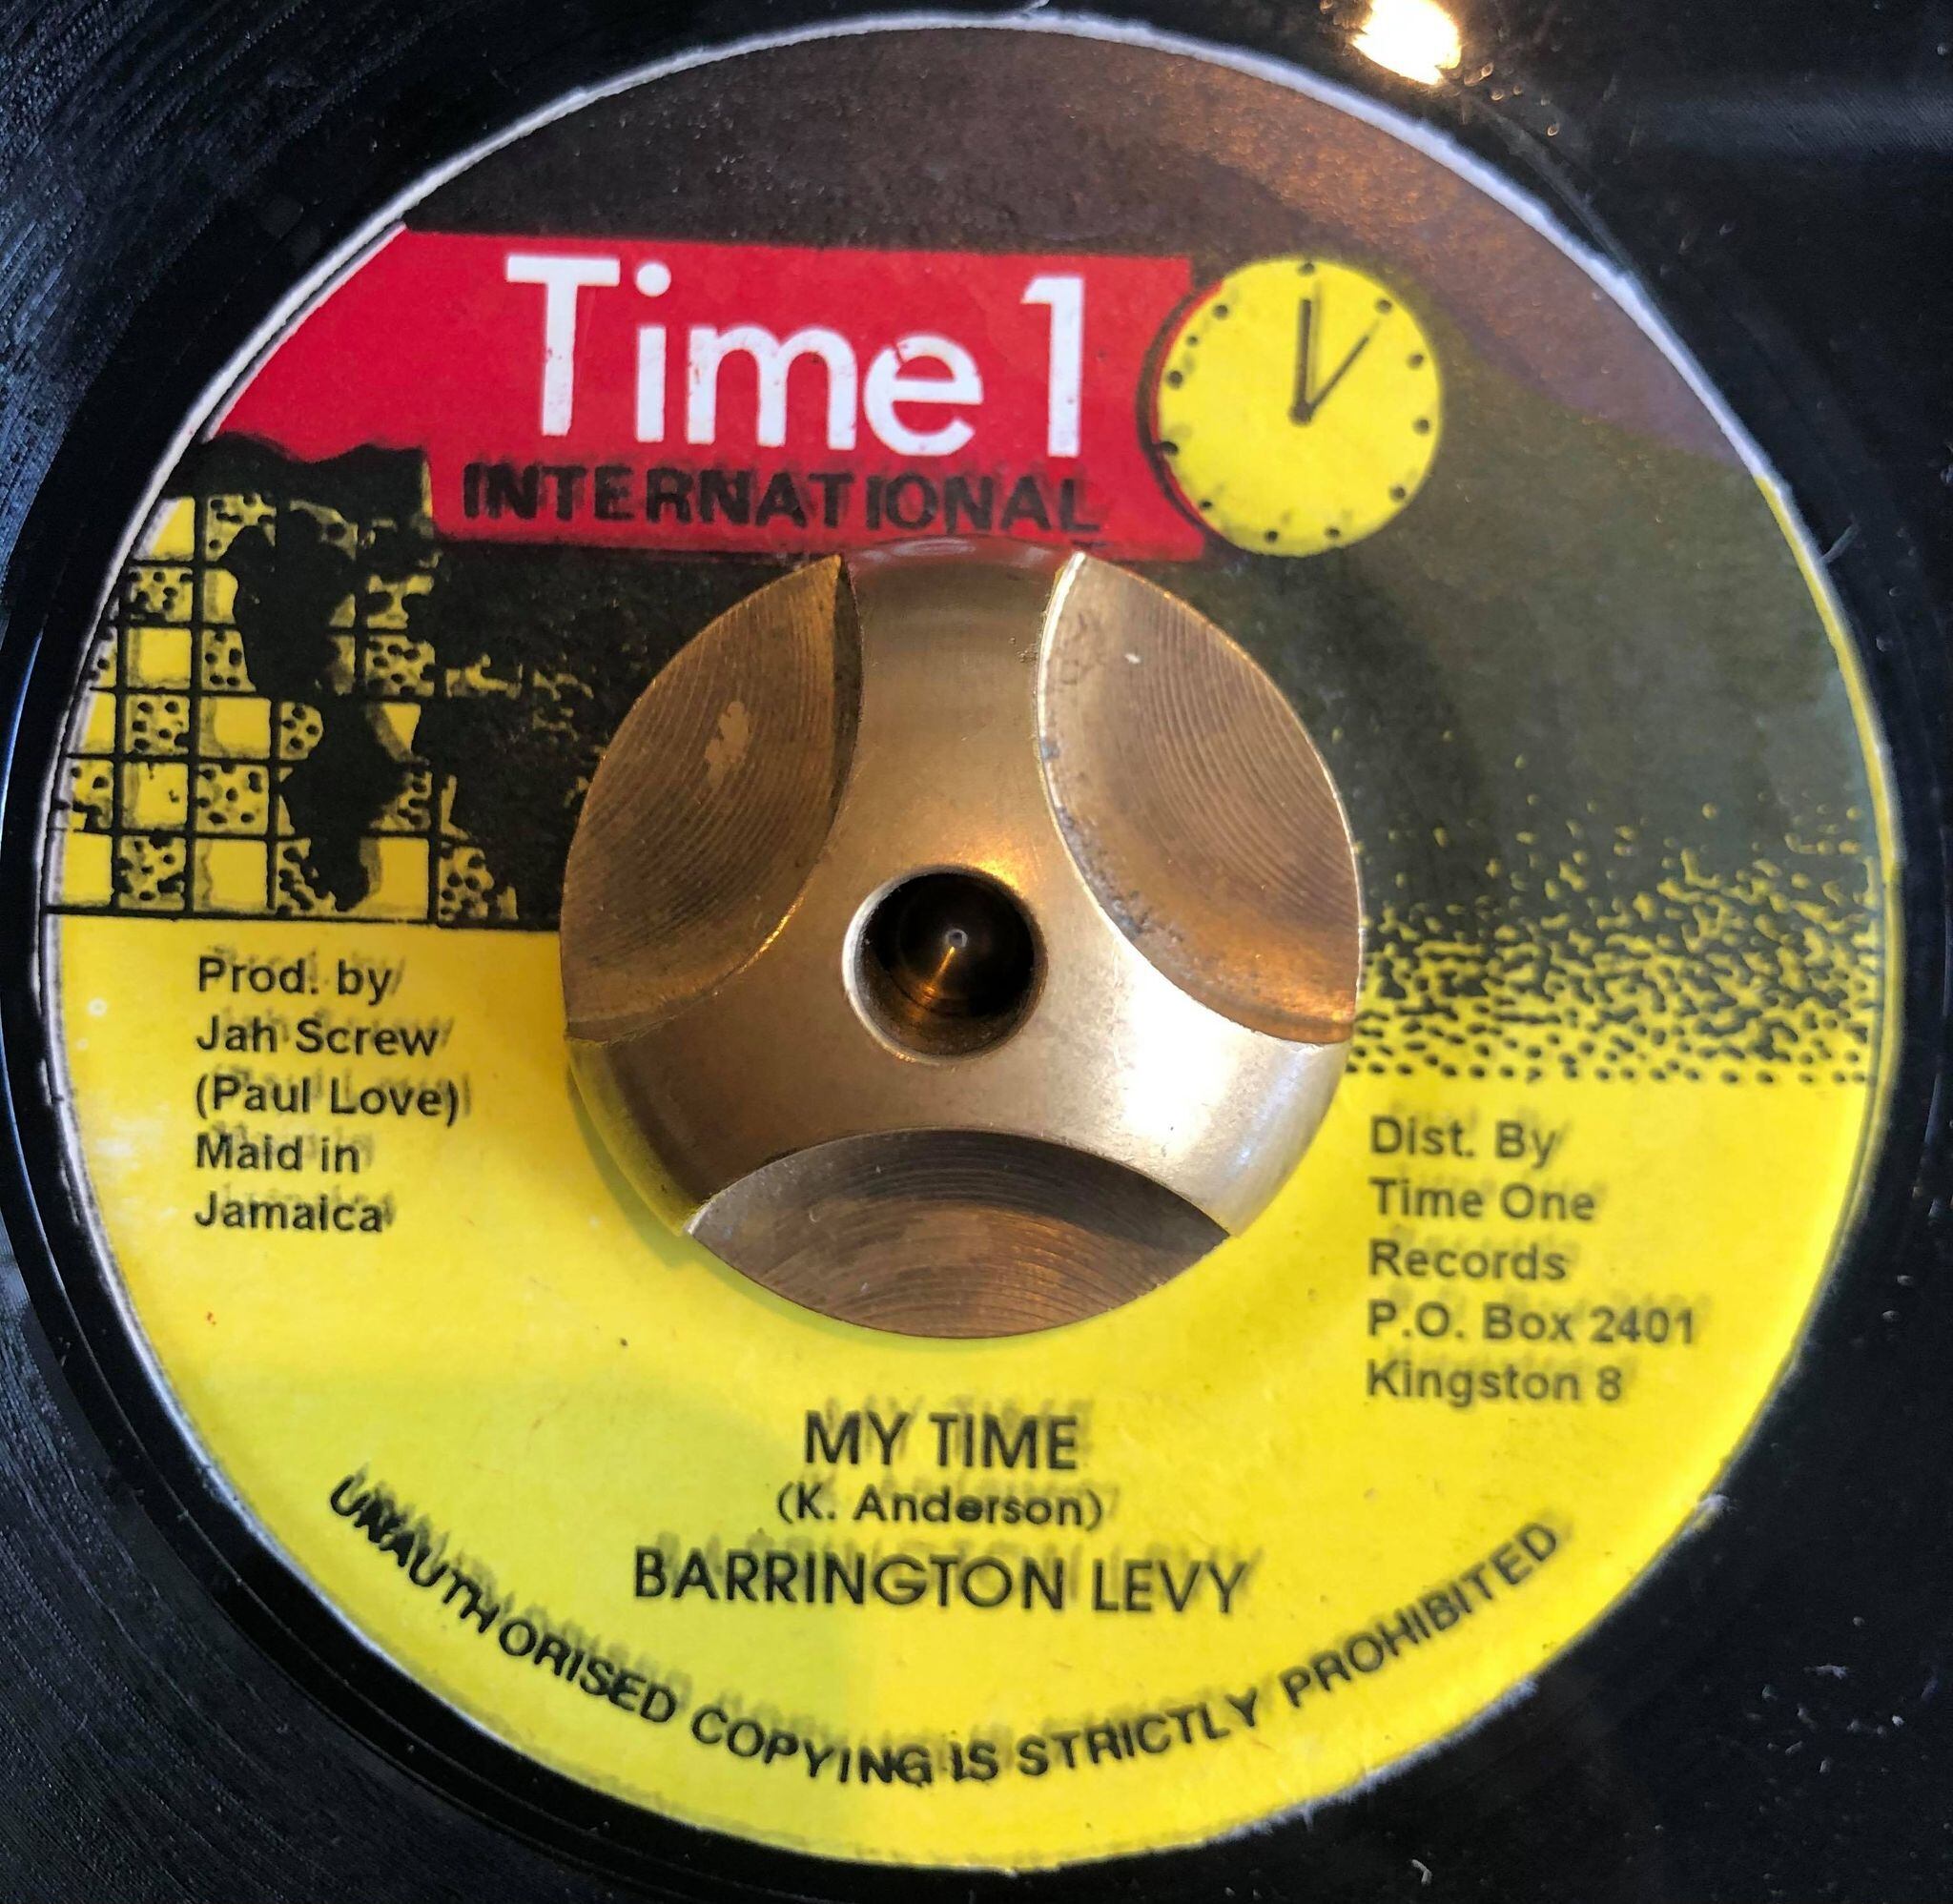 Time 1
INTERNATIONAL
Prod. by
Jah Screw
(Paul Love)
Maid in
Jamaica
Dist. By
Time One
Records
P.O. Box 2401
Kingston 8
MY TIME
(K. Anderson)
BARRINGTON LEVY
UNAUTHORISED COPYING IS STRICTLY PROHIBITED